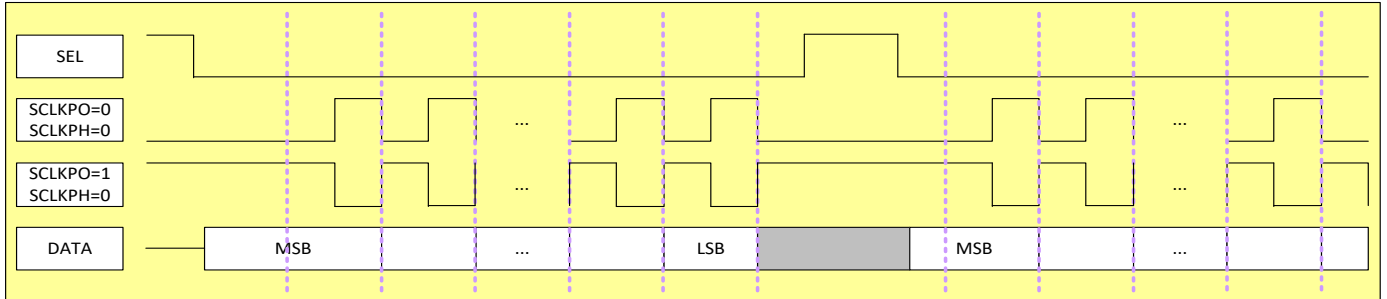 SEL
SCLKPO=0
SCLKPH=0
... ...
SCLKPO=1
SCLKPH=0
... ...
DATA MSB ... LSB MSB ...